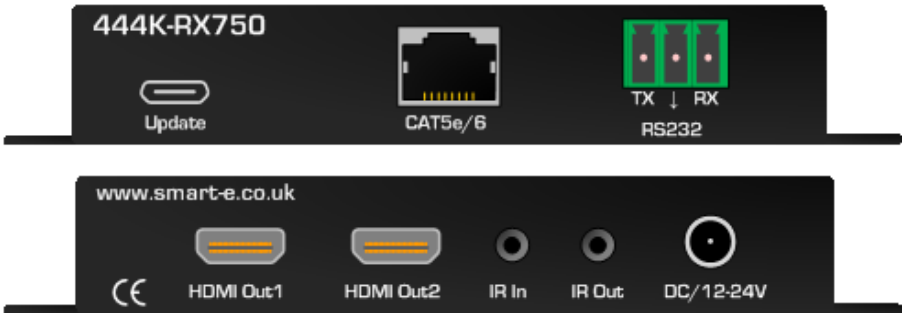 444K-RX750
Update
CAT5e/6
TX ↓ RX
RS232
www.smart-e.co.uk
CE
HDMI Out1
HDMI Out2
IR In
IR Out
DC/12-24V